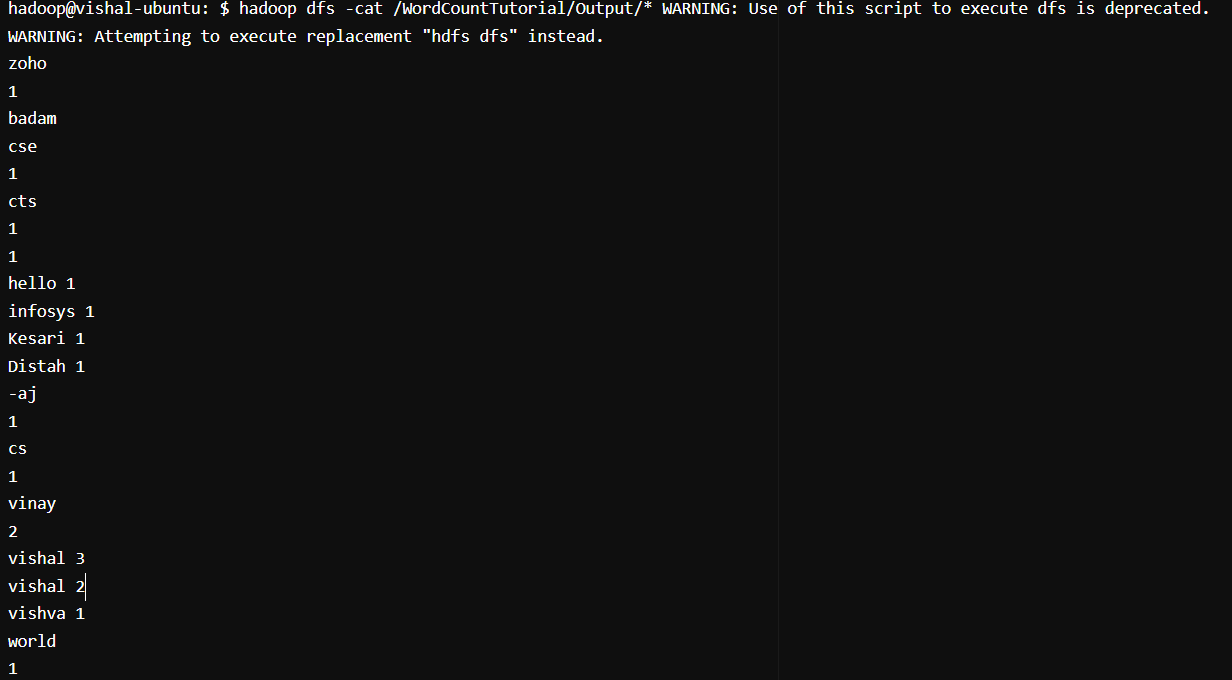 hadoop@vishal-ubuntu: $ hadoop dfs -cat /WordCountTutorial/Output/* WARNING: Use of this script to execute dfs is deprecated.
WARNING: Attempting to execute replacement "hdfs dfs" instead.
zoho
1
badam
cse
1
cts
1
1
hello 1
infosys 1
Kesari 1
Distah 1
-aj
1
cs
1
vinay
2
vishal 3
vishal 2
vishva 1
world
1